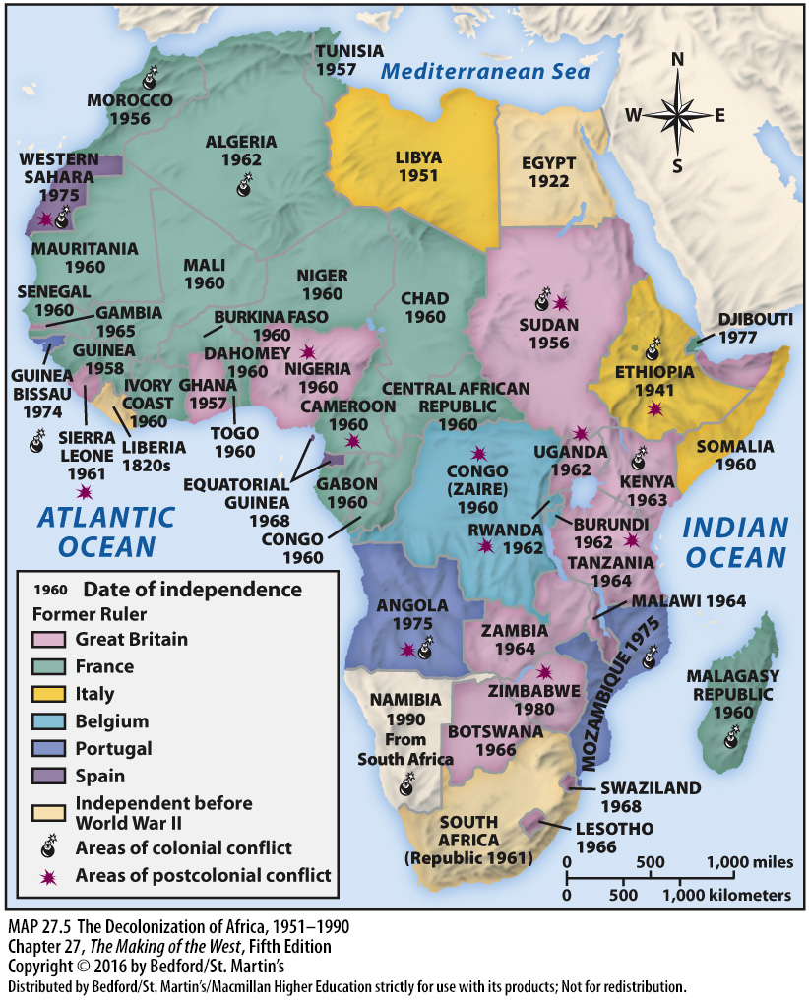 TUNISIA
1957
Mediterranean Sea
N
W
E
S
MOROCCO
1956
ALGERIA
1962
LIBYA
1951
EGYPT
1922
WESTERN
SAHARA
1975
MAURITANIA
1960
MALI
1960
NIGER
1960
CHAD
1960
SUDAN
1956
SENEGAL
1960
GAMBIA
1965
BURKINA FASO
1960
DJIBOUTI
1977
GUINEA
1958
DAHOMEY
1960
NIGERIA
1960
ETHIOPIA
1941
GUINEA
BISSAU
1974
IVORY
COAST
1960
GHANA
1957
CAMEROON
1960
CENTRAL AFRICAN
REPUBLIC
1960
SIERRA
LEONE
1961
LIBERIA
1820s
TOGO
1960
UGANDA
1962
SOMALIA
1960
EQUATORIAL
GUINEA
1968
GABON
1960
CONGO
(ZAIRE)
1960
KENYA
1963
ATLANTIC
OCEAN
CONGO
1960
RWANDA
1962
BURUNDI
1962
INDIAN
OCEAN
TANZANIA
1964
ANGOLA
1975
MALAWI 1964
ZAMBIA
1964
MOZAMBIQUE 1975
MALAGASY
REPUBLIC
1960
NAMIBIA
1990
From
South Africa
ZIMBABWE
1980
BOTSWANA
1966
SWAZILAND
1968
SOUTH
AFRICA
(Republic 1961)
LESOTHO
1966
1960 Date of independence
Former Ruler
Great Britain
France
Italy
Belgium
Portugal
Spain
Independent before
World War II
Areas of colonial conflict
Areas of postcolonial conflict
0 500 1,000 miles
0 500 1,000 kilometers
MAP 27.5 The Decolonization of Africa, 1951–1990
Chapter 27, The Making of the West, Fifth Edition
Copyright © 2016 by Bedford/St. Martin's
Distributed by Bedford/St. Martin's/Macmillan Higher Education strictly for use with its products; Not for redistribution.